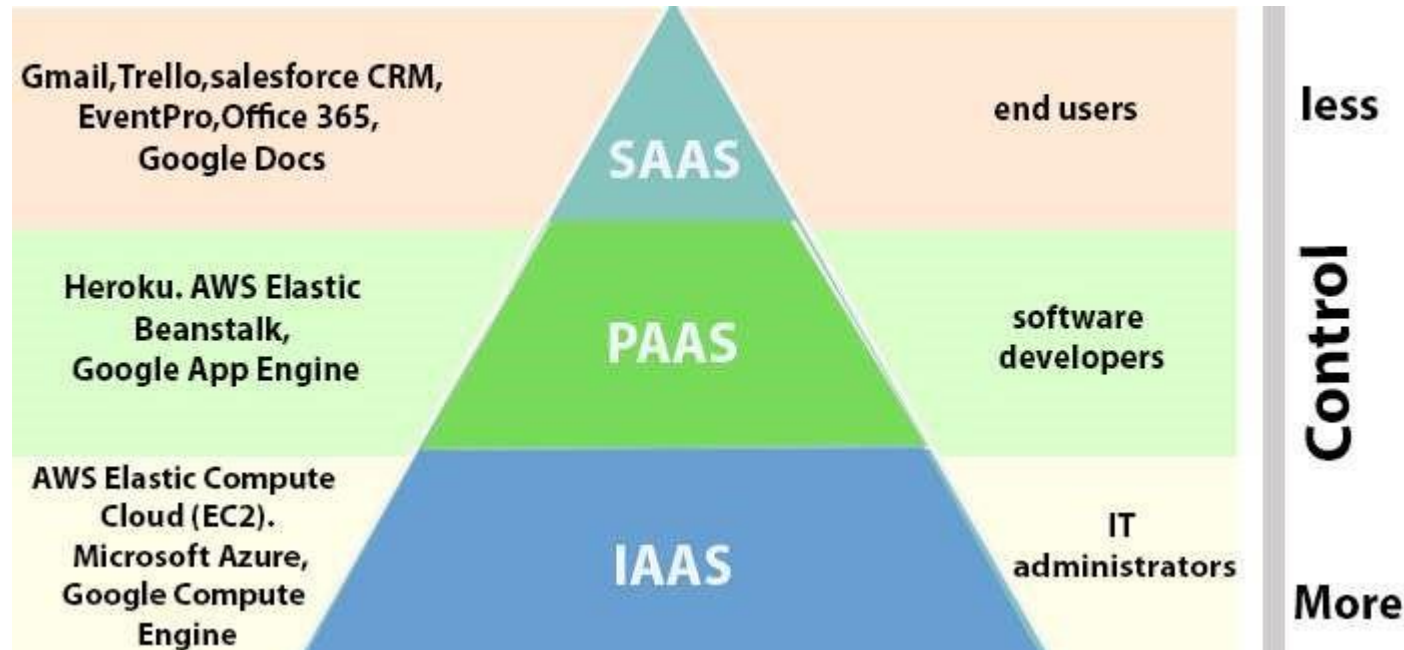 Gmail,Trello,salesforce CRM,
EventPro,Office 365,
Google Docs
SAAS
end users
less
Heroku. AWS Elastic
Beanstalk,
Google App Engine
PAAS
software
developers
Control
AWS Elastic Compute
Cloud (EC2).
Microsoft Azure,
Google Compute
Engine
IAAS
IT
administrators
More